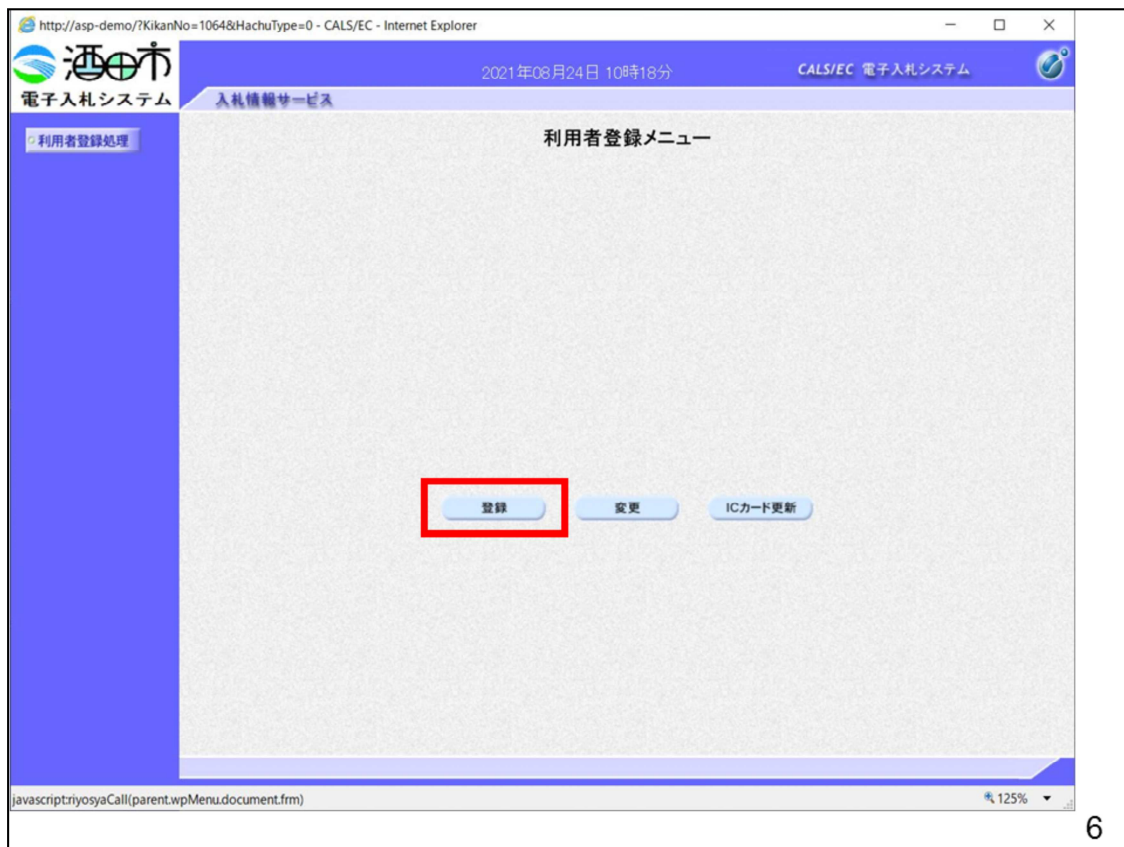 http://asp-demo/?KikanNo=1064&HachuType=0 - CALS/EC - Internet Explorer
酒田市
電子入札システム
2021年08月24日 10時18分
CALS/EC 電子入札システム
入札情報サービス
利用者登録処理
利用者登録メニュー
登録
変更
ICカード更新
javascript:riyosyaCall(parent.wpMenu.document.frm)
125%
6